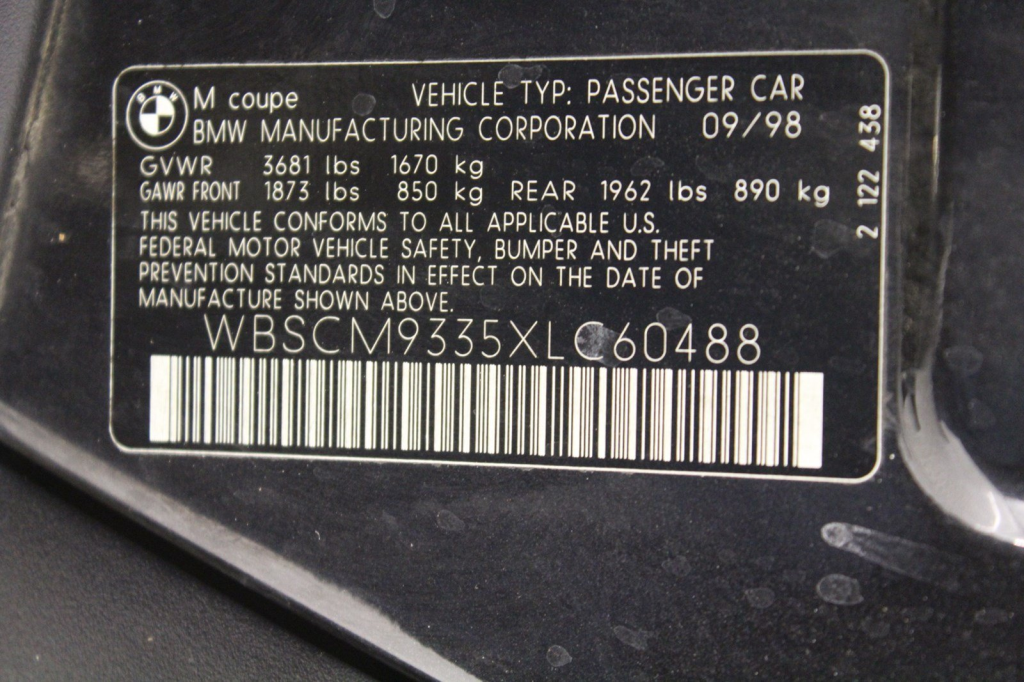 BMW
M coupe VEHICLE TYP: PASSENGER CAR
BMW MANUFACTURING CORPORATION 09/98
GVWR 3681 lbs 1670 kg
GAWR FRONT 1873 lbs 850 kg REAR 1962 lbs 890 kg
THIS VEHICLE CONFORMS TO ALL APPLICABLE U.S.
FEDERAL MOTOR VEHICLE SAFETY, BUMPER AND THEFT
PREVENTION STANDARDS IN EFFECT ON THE DATE OF
MANUFACTURE SHOWN ABOVE.
WBSCM9335XLC60488
2 122 438